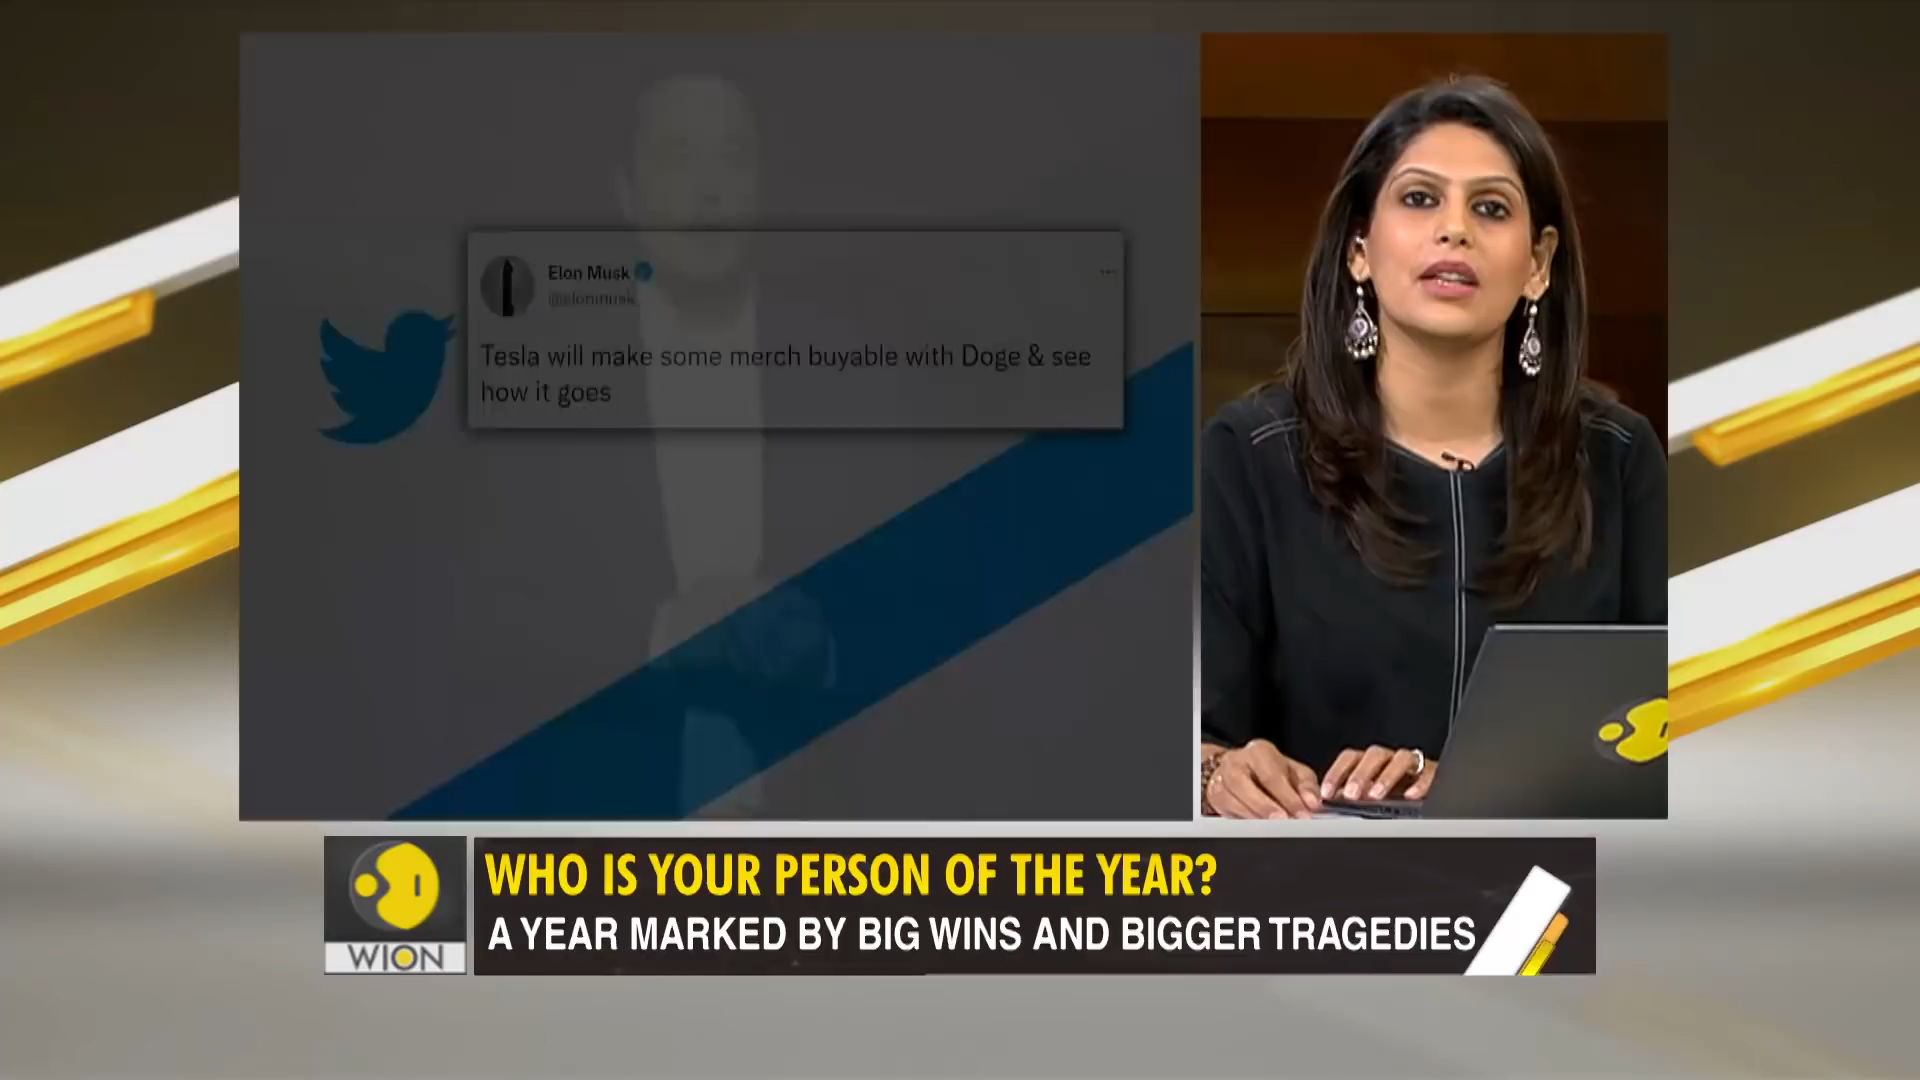 Elon Musk
@elonmusk
Tesla will make some merch buyable with Doge & see
how it goes
WHO IS YOUR PERSON OF THE YEAR?
A YEAR MARKED BY BIG WINS AND BIGGER TRAGEDIES
WION